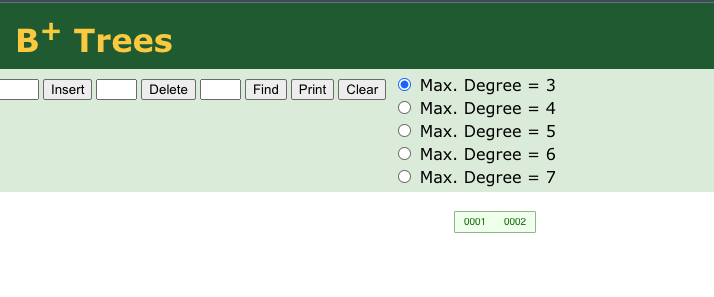 B+ Trees
Insert Delete Find Print Clear
Max. Degree = 3
Max. Degree = 4
Max. Degree = 5
Max. Degree = 6
Max. Degree = 7
0001 0002